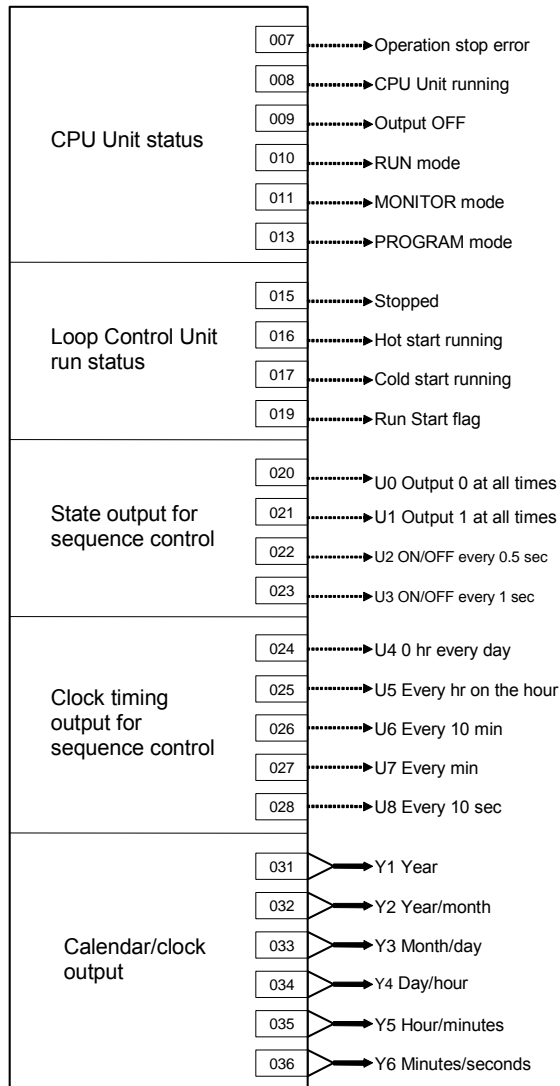 CPU Unit status
007 Operation stop error
008 CPU Unit running
009 Output OFF
010 RUN mode
011 MONITOR mode
013 PROGRAM mode
Loop Control Unit
run status
015 Stopped
016 Hot start running
017 Cold start running
019 Run Start flag
State output for
sequence control
020 U0 Output 0 at all times
021 U1 Output 1 at all times
022 U2 ON/OFF every 0.5 sec
023 U3 ON/OFF every 1 sec
Clock timing
output for
sequence control
024 U4 0 hr every day
025 U5 Every hr on the hour
026 U6 Every 10 min
027 U7 Every min
028 U8 Every 10 sec
Calendar/clock
output
031 Y1 Year
032 Y2 Year/month
033 Y3 Month/day
034 Y4 Day/hour
035 Y5 Hour/minutes
036 Y6 Minutes/seconds